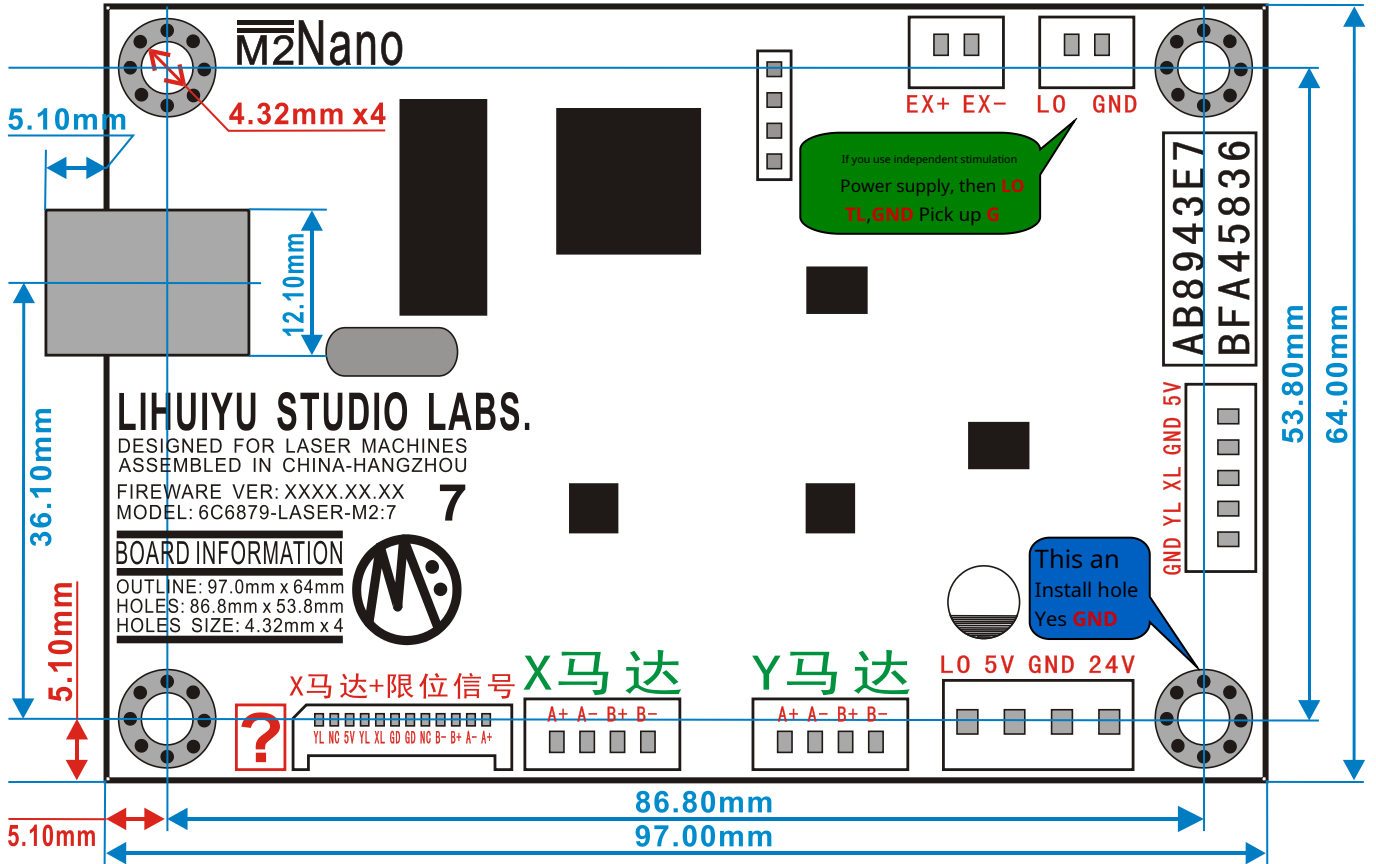 M2Nano
4.32mm x4
5.10mm
EX+ EX-
LO GND
If you use independent stimulation
Power supply, then LO
TL,GND Pick up G
AB8943E7
BFA45836
12.10mm
53.80mm
64.00mm
36.10mm
LIHUIYU STUDIO LABS.
DESIGNED FOR LASER MACHINES
ASSEMBLED IN CHINA-HANGZHOU
FIREWARE VER: XXXX.XX.XX
MODEL: 6C6879-LASER-M2:7
7
BOARD INFORMATION
OUTLINE: 97.0mm x 64mm
HOLES: 86.8mm x 53.8mm
HOLES SIZE: 4.32mm x 4
M
GND YL XL GND 5V
This an
Install hole
Yes GND
5.10mm
X马达+限位信号
X马达
Y马达
LO 5V GND 24V
?
YL NC 5V YL XL GD GD NC B- B+ A- A+
A+ A- B+ B-
A+ A- B+ B-
86.80mm
5.10mm
97.00mm